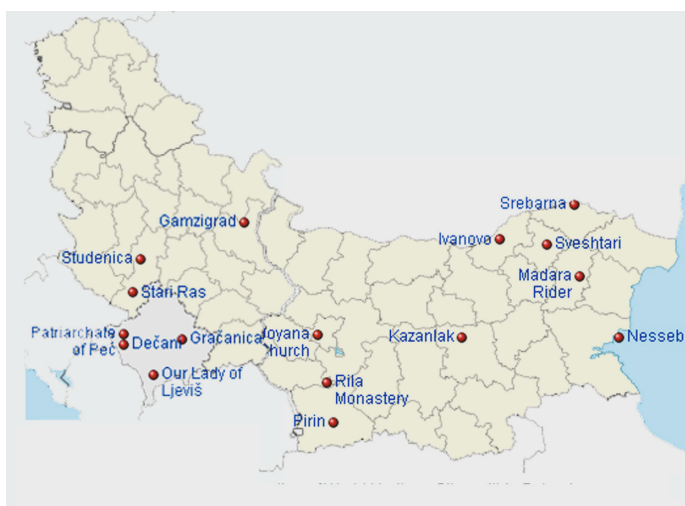 Srebarna
Gamzigrad
Ivanovo
Sveshtari
Studenica
Madara
Rider
Stari Ras
Patriarchate
of Peć
Dečani
Gračanica
Kazanlak
Nesseb
Our Lady of
Ljeviš
Rila
Monastery
Pirin